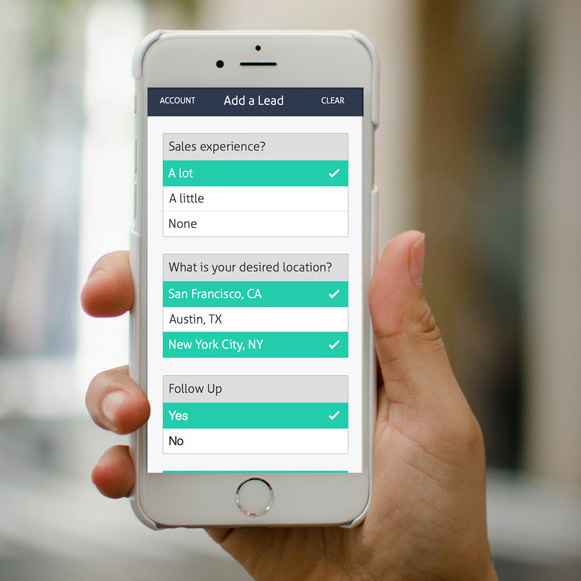 ACCOUNT Add a Lead CLEAR
Sales experience?
A lot
A little
None
What is your desired location?
San Francisco, CA
Austin, TX
New York City, NY
Follow Up
Yes
No